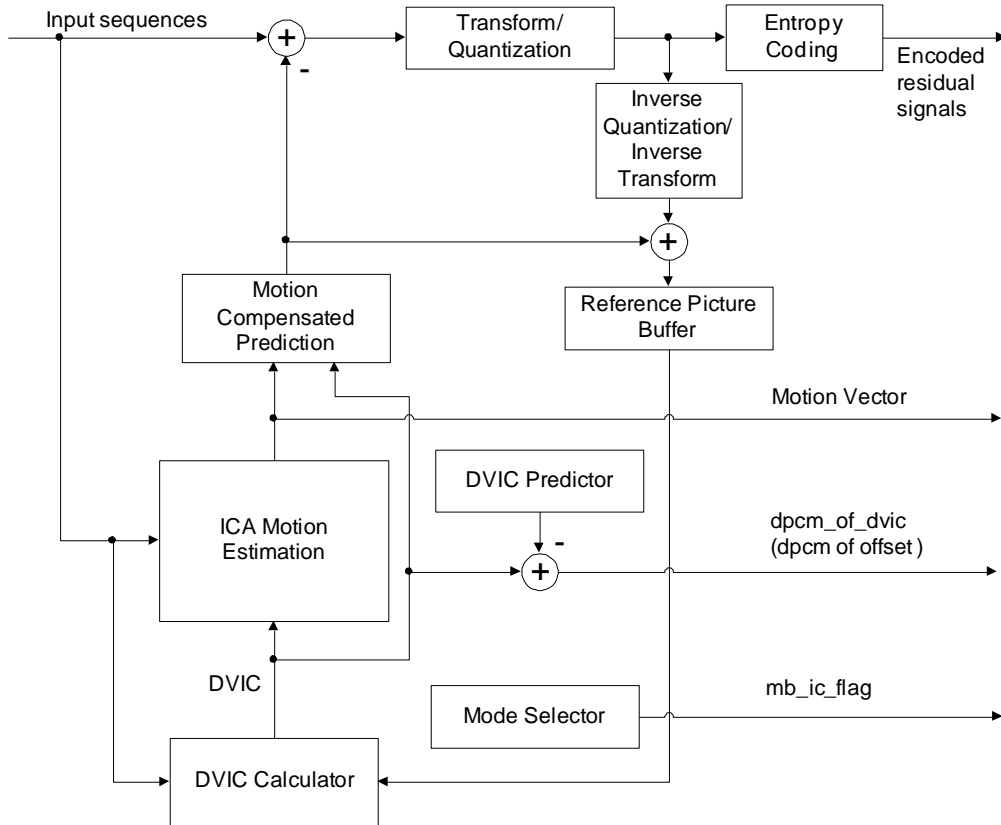 Input sequences
+
-
Transform/
Quantization
Entropy
Coding
Encoded
residual
signals
Inverse
Quantization/
Inverse
Transform
+
Motion
Compensated
Prediction
Reference Picture
Buffer
Motion Vector
DVIC Predictor
ICA Motion
Estimation
-
+
dpcm_of_dvic
(dpcm of offset )
DVIC
mb_ic_flag
Mode Selector
DVIC Calculator